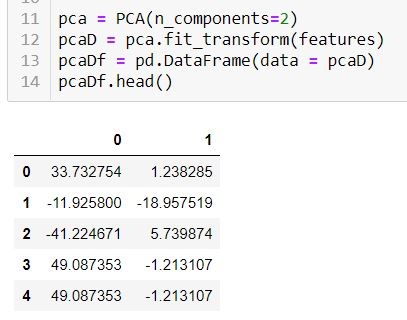 11 pca = PCA(n_components=2)
12 pcaD = pca.fit_transform(features)
13 pcaDf = pd.DataFrame(data = pcaD)
14 pcaDf.head()
0 1
0 33.732754 1.238285
1 -11.925800 -18.957519
2 -41.224671 5.739874
3 49.087353 -1.213107
4 49.087353 -1.213107